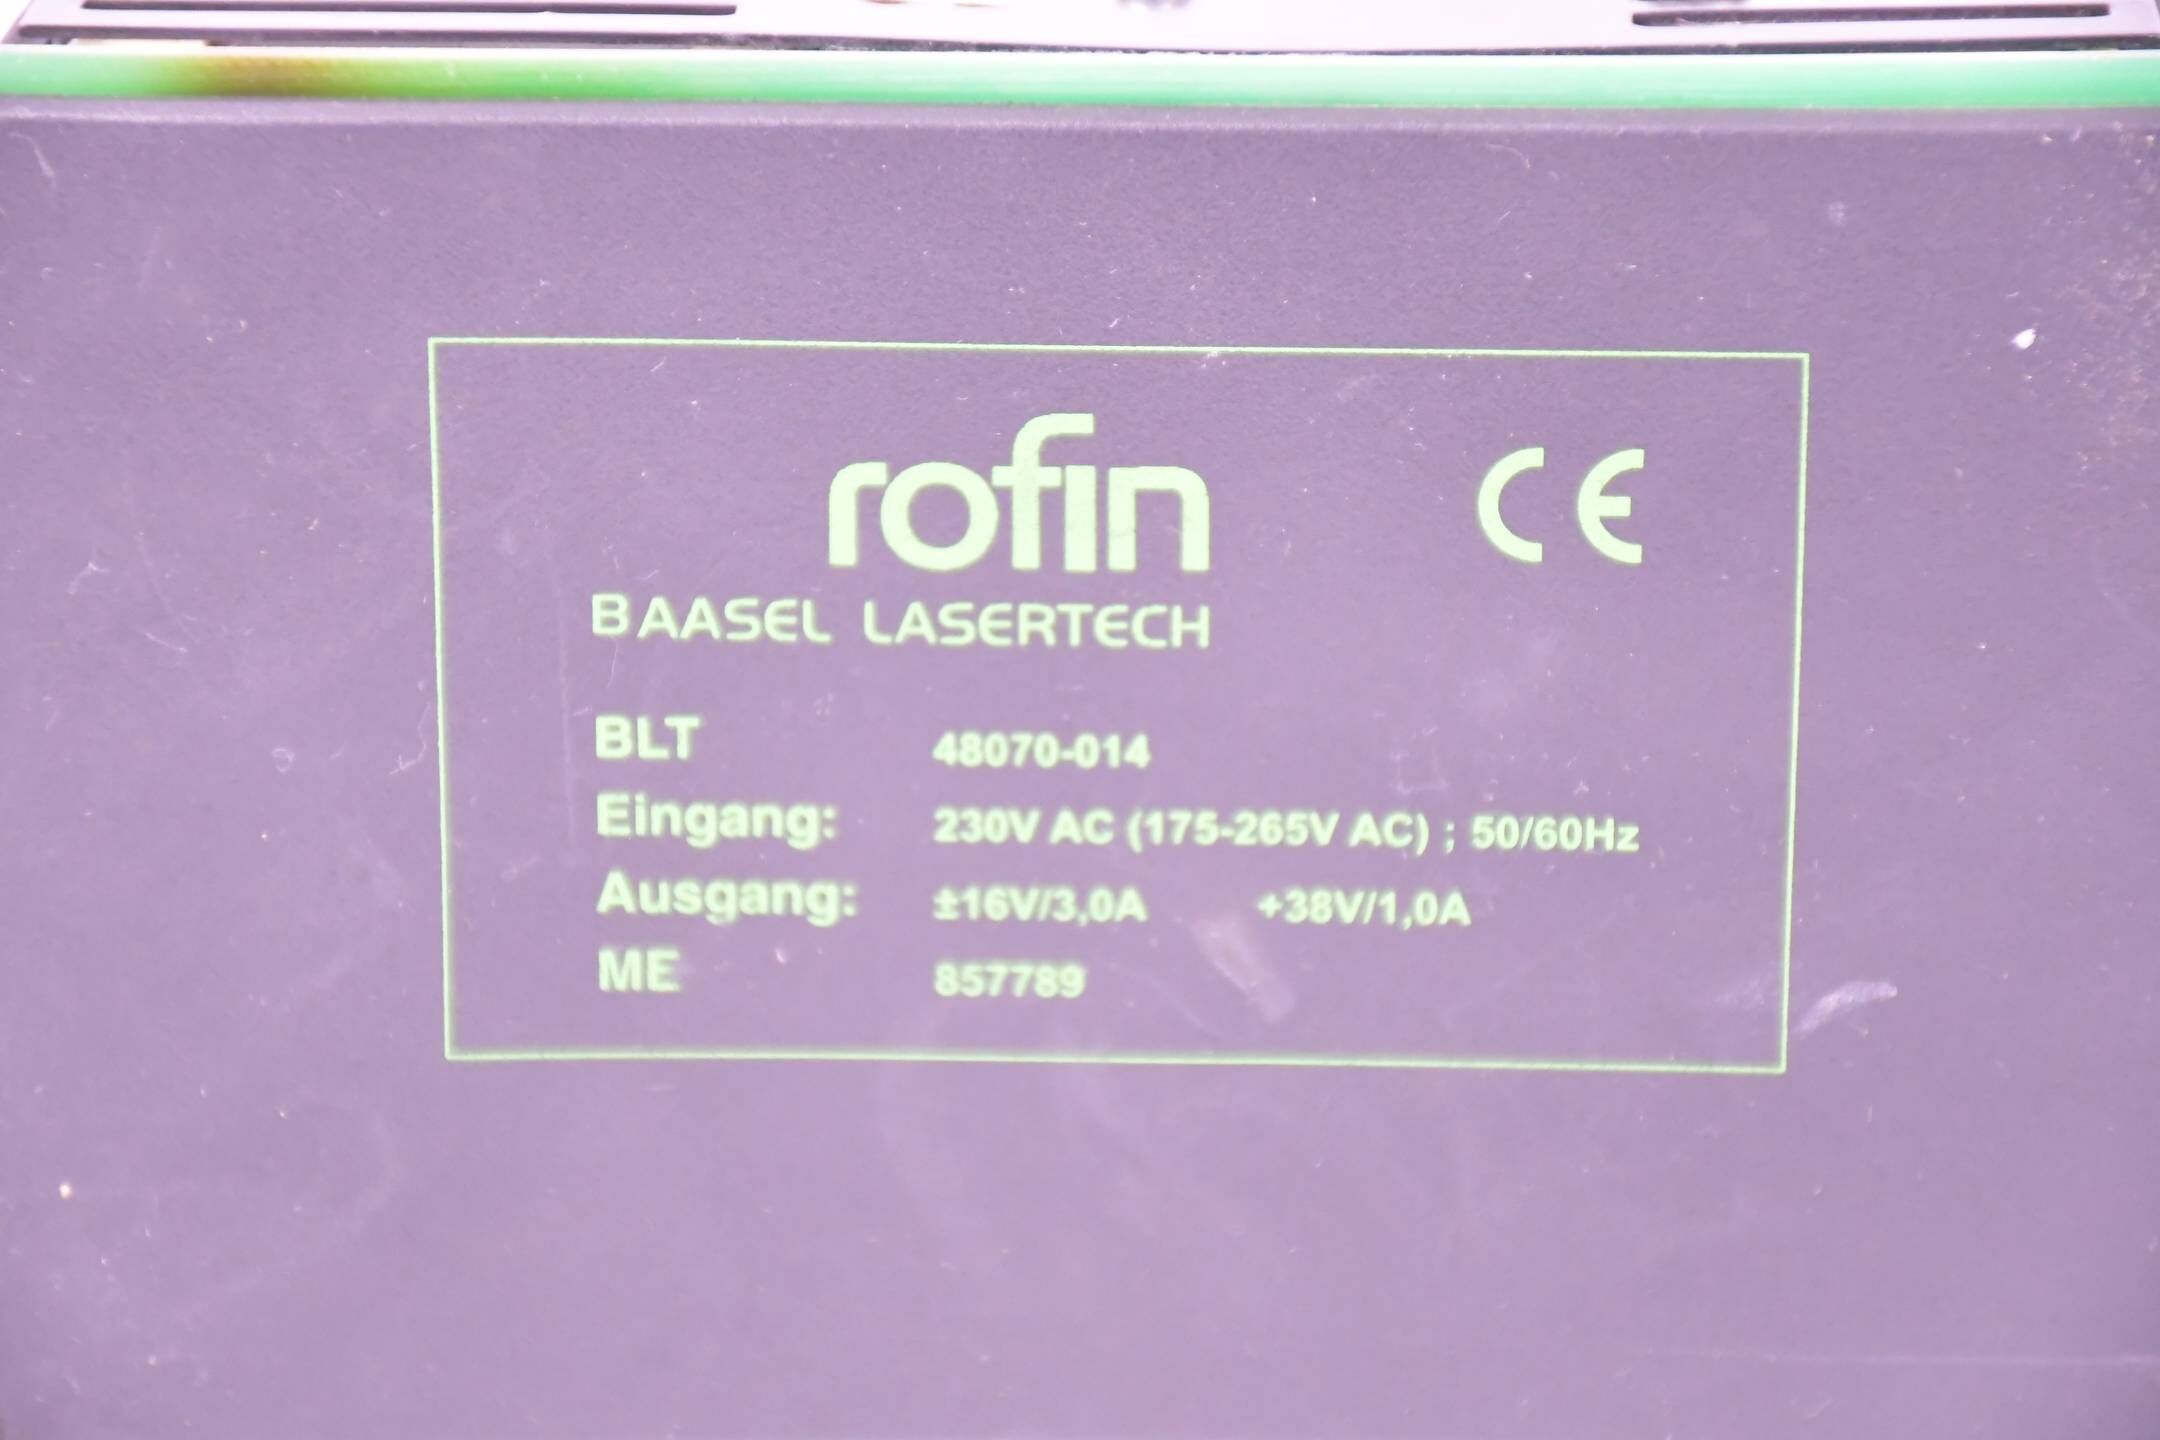 rofin
CE
BAASEL LASERTECH
BLT 48070-014
Eingang: 230V AC (175-265V AC) ; 50/60Hz
Ausgang: ±16V/3,0A +38V/1,0A
ME 857789